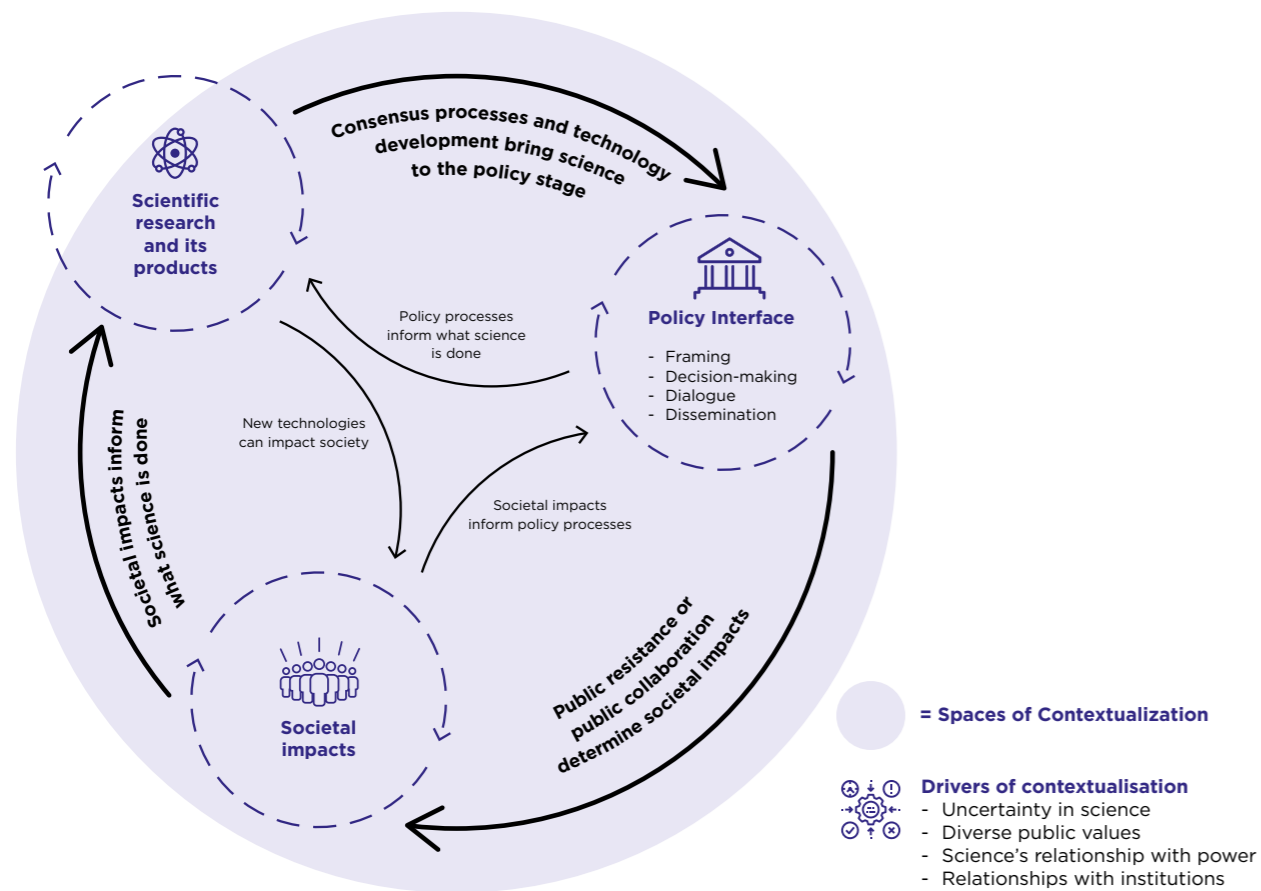 Consensus processes and technology
development bring science
to the policy stage
Scientific
research
and its
products
Policy Interface
- Framing
- Decision-making
- Dialogue
- Dissemination
Policy processes
inform what science
is done
New technologies
can impact society
Societal impacts
inform policy processes
Societal impacts inform
what science is done
Public resistance or
public collaboration
determine societal impacts
Societal
impacts
= Spaces of Contextualization
Drivers of contextualisation
- Uncertainty in science
- Diverse public values
- Science's relationship with power
- Relationships with institutions